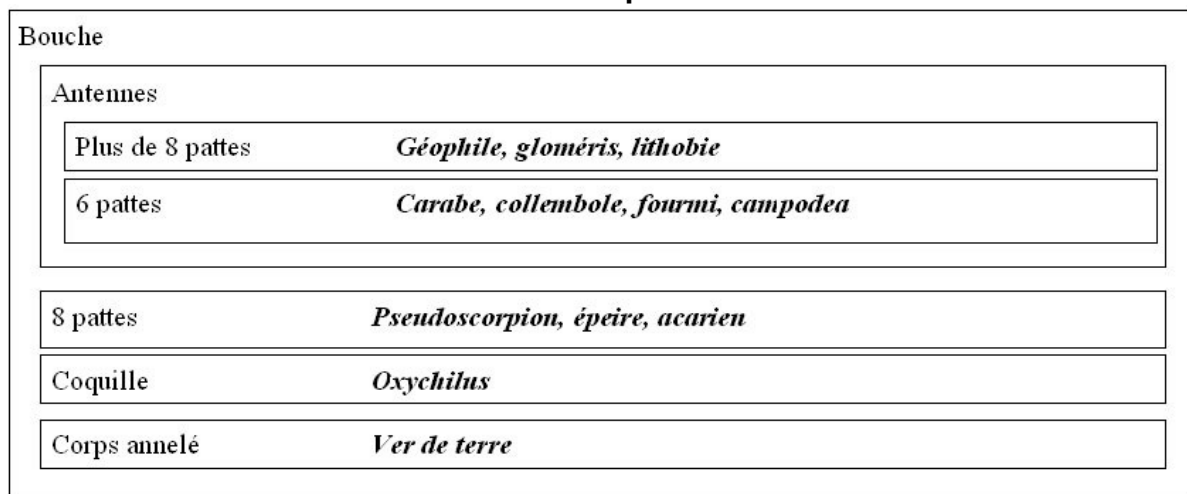 Bouche
Antennes
Plus de 8 pattes Géophile, gloméris, lithobie
6 pattes Carabe, collembole, fourmi, campodea
8 pattes Pseudoscorpion, épeire, acarien
Coquille Oxychilus
Corps annelé Ver de terre